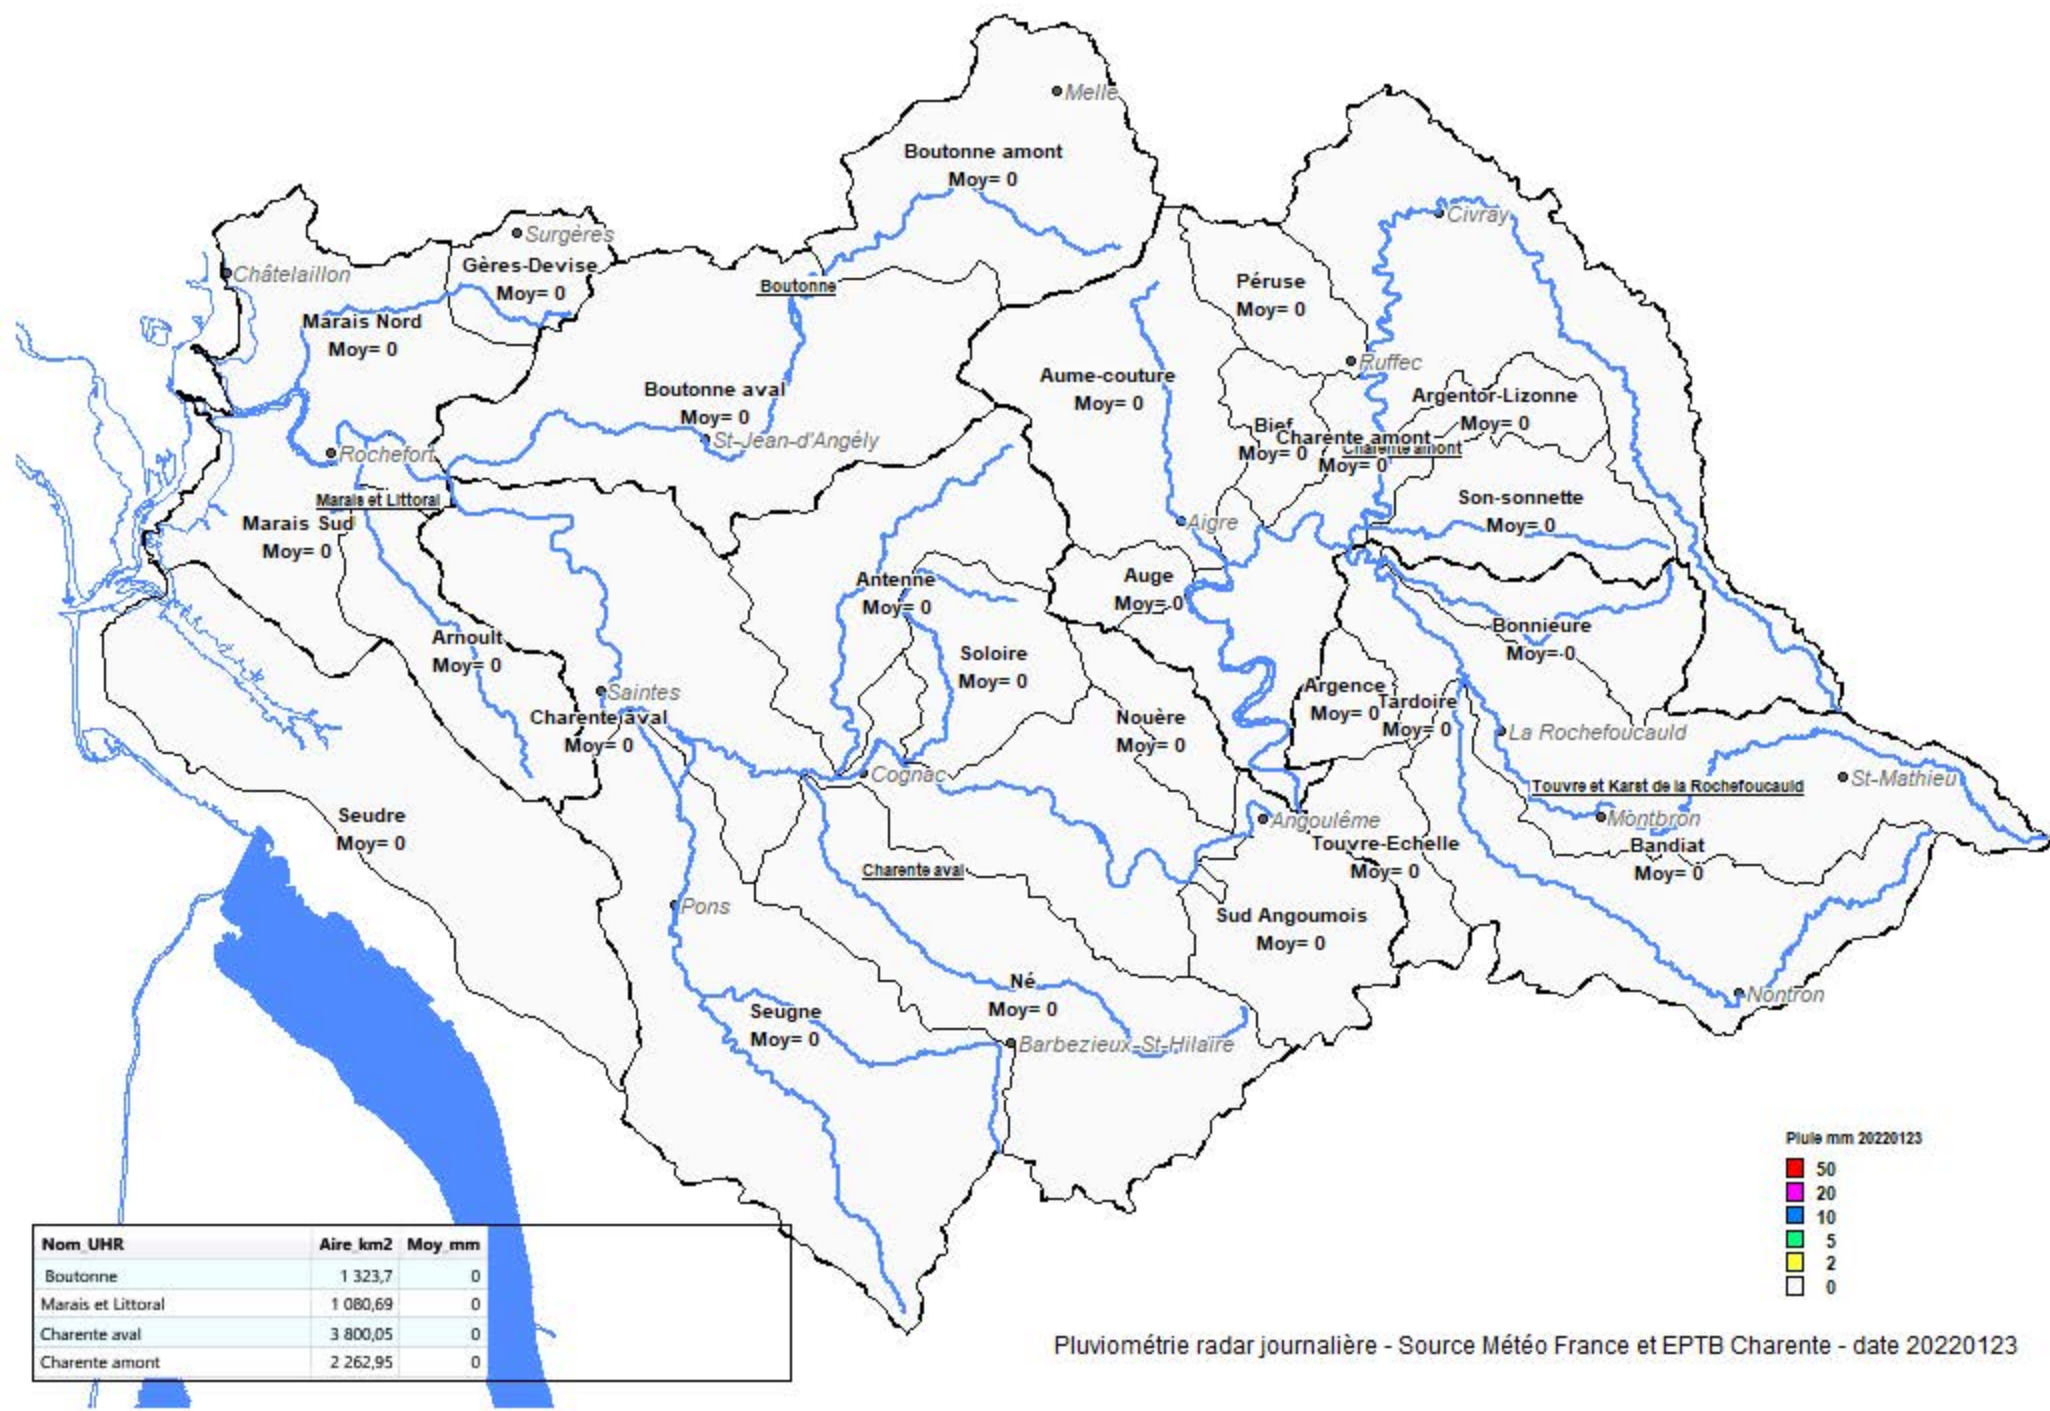 Melle
Boutonne amont
Moy= 0
Civray
Surgères
Châtelaillon
Gères-Devise
Moy= 0
Boutonne
Péruse
Moy= 0
Marais Nord
Moy= 0
Ruffec
Aume-couture
Moy= 0
Boutonne aval
Moy= 0
Argentor-Lizonne
Moy= 0
Bief
Moy= 0
Charente amont
Moy= 0
Charente amont
St-Jean-d'Angély
Rochefort
Marais et Littoral
Son-sonnette
Moy= 0
Marais Sud
Moy= 0
Aigre
Antenne
Moy= 0
Auge
Moy= 0
Bonnieure
Moy= 0
Arnoult
Moy= 0
Soloire
Moy= 0
Saintes
Argence
Moy= 0
Tardoire
Moy= 0
Charente aval
Moy= 0
Nouère
Moy= 0
La Rochefoucauld
Cognac
Touvre et Karst de la Rochefoucauld
St-Mathieu
Seudre
Moy= 0
Angoulême
Montbron
Touvre-Echelle
Moy= 0
Bandiat
Moy= 0
Charente aval
Pons
Sud Angoumois
Moy= 0
Né
Moy= 0
Nontron
Seugne
Moy= 0
Barbezieux-St-Hilaire
Pluie mm 20220123
50
20
10
5
2
0
Nom_UHR Aire_km2 Moy_mm
Boutonne 1 323,7 0
Marais et Littoral 1 080,69 0
Charente aval 3 800,05 0
Charente amont 2 262,95 0
Pluviométrie radar journalière - Source Météo France et EPTB Charente - date 20220123